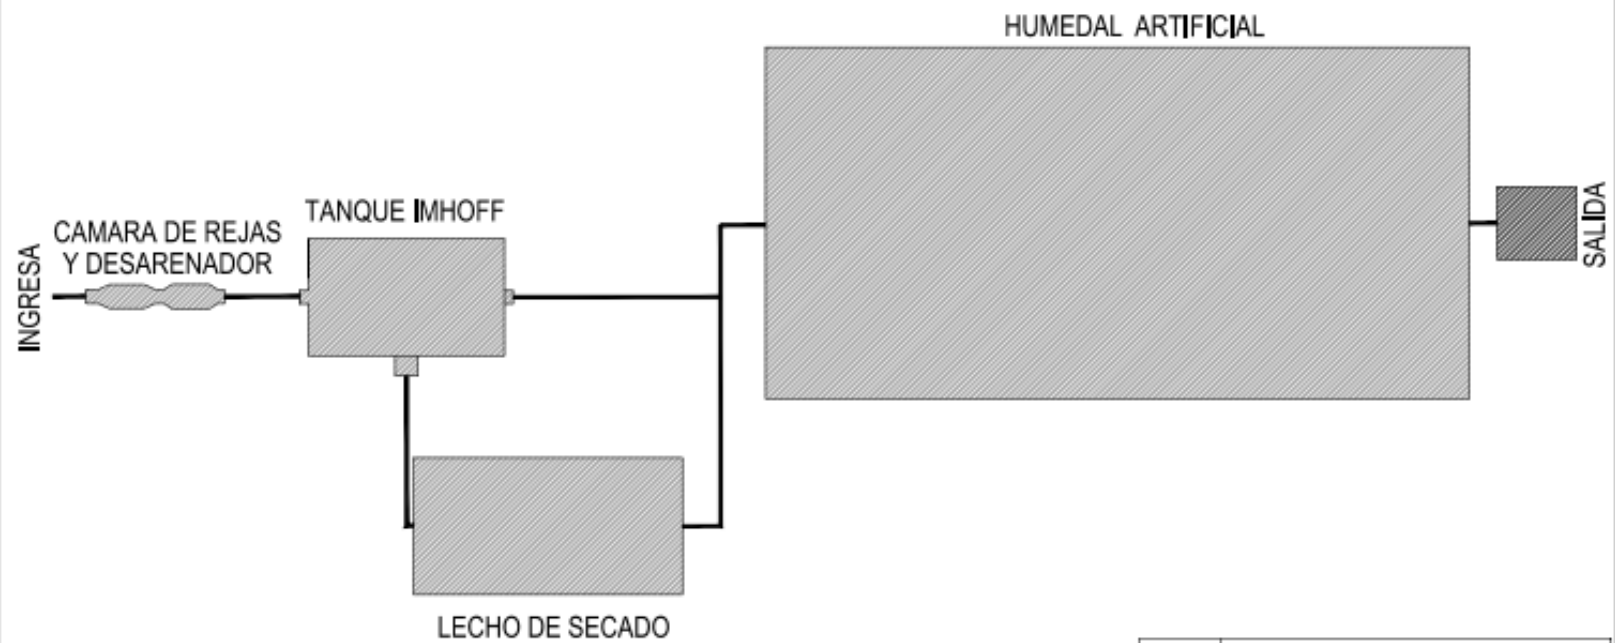 HUMEDAL ARTIFICIAL
TANQUE IMHOFF
CAMARA DE REJAS
Y DESARENADOR
INGRESA
SALIDA
LECHO DE SECADO